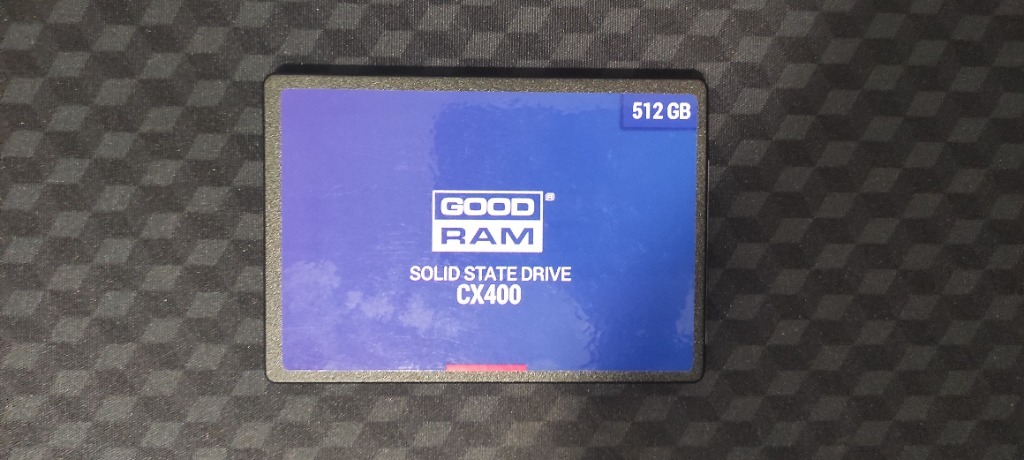 512 GB
GOOD®
RAM
SOLID STATE DRIVE
CX400